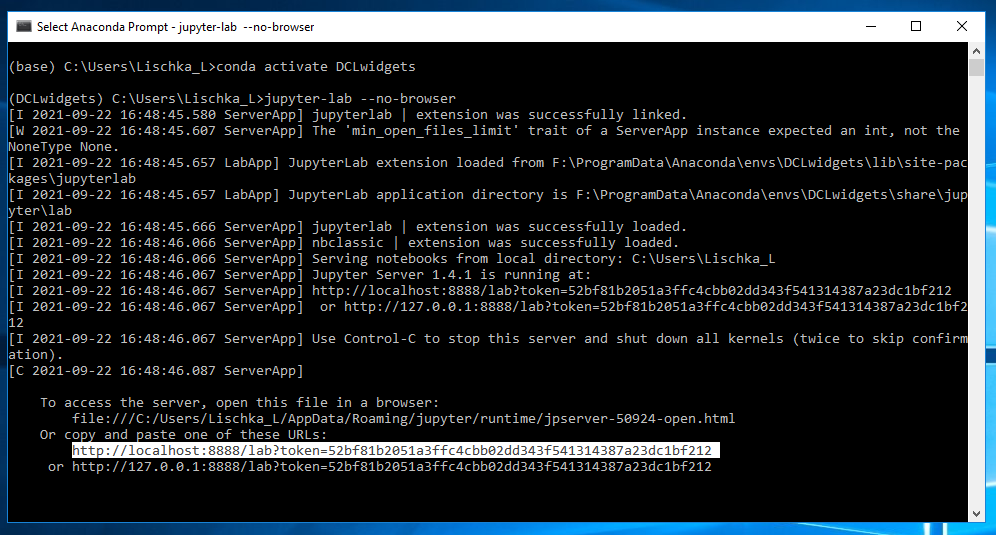 Select Anaconda Prompt - jupyter-lab --no-browser
(base) C:\Users\Lischka_L>conda activate DCLwidgets
(DCLwidgets) C:\Users\Lischka_L>jupyter-lab --no-browser
[I 2021-09-22 16:48:45.580 ServerApp] jupyterlab | extension was successfully linked.
[W 2021-09-22 16:48:45.607 ServerApp] The 'min_open_files_limit' trait of a ServerApp instance expected an int, not the
NoneType None.
[I 2021-09-22 16:48:45.657 LabApp] JupyterLab extension loaded from F:\ProgramData\Anaconda\envs\DCLwidgets\lib\site-pac
kages\jupyterlab
[I 2021-09-22 16:48:45.657 LabApp] JupyterLab application directory is F:\ProgramData\Anaconda\envs\DCLwidgets\share\jup
yter\lab
[I 2021-09-22 16:48:45.666 ServerApp] jupyterlab | extension was successfully loaded.
[I 2021-09-22 16:48:46.066 ServerApp] nbclassic | extension was successfully loaded.
[I 2021-09-22 16:48:46.066 ServerApp] Serving notebooks from local directory: C:\Users\Lischka_L
[I 2021-09-22 16:48:46.067 ServerApp] Jupyter Server 1.4.1 is running at:
[I 2021-09-22 16:48:46.067 ServerApp] http://localhost:8888/lab?token=52bf81b2051a3ffc4cbb02dd343f541314387a23dc1bf212
[I 2021-09-22 16:48:46.067 ServerApp]  or http://127.0.0.1:8888/lab?token=52bf81b2051a3ffc4cbb02dd343f541314387a23dc1bf2
12
[I 2021-09-22 16:48:46.067 ServerApp] Use Control-C to stop this server and shut down all kernels (twice to skip confirm
ation).
[C 2021-09-22 16:48:46.087 ServerApp]
To access the server, open this file in a browser:
file:///C:/Users/Lischka_L/AppData/Roaming/jupyter/runtime/jpserver-50924-open.html
Or copy and paste one of these URLs:
http://localhost:8888/lab?token=52bf81b2051a3ffc4cbb02dd343f541314387a23dc1bf212
or http://127.0.0.1:8888/lab?token=52bf81b2051a3ffc4cbb02dd343f541314387a23dc1bf212